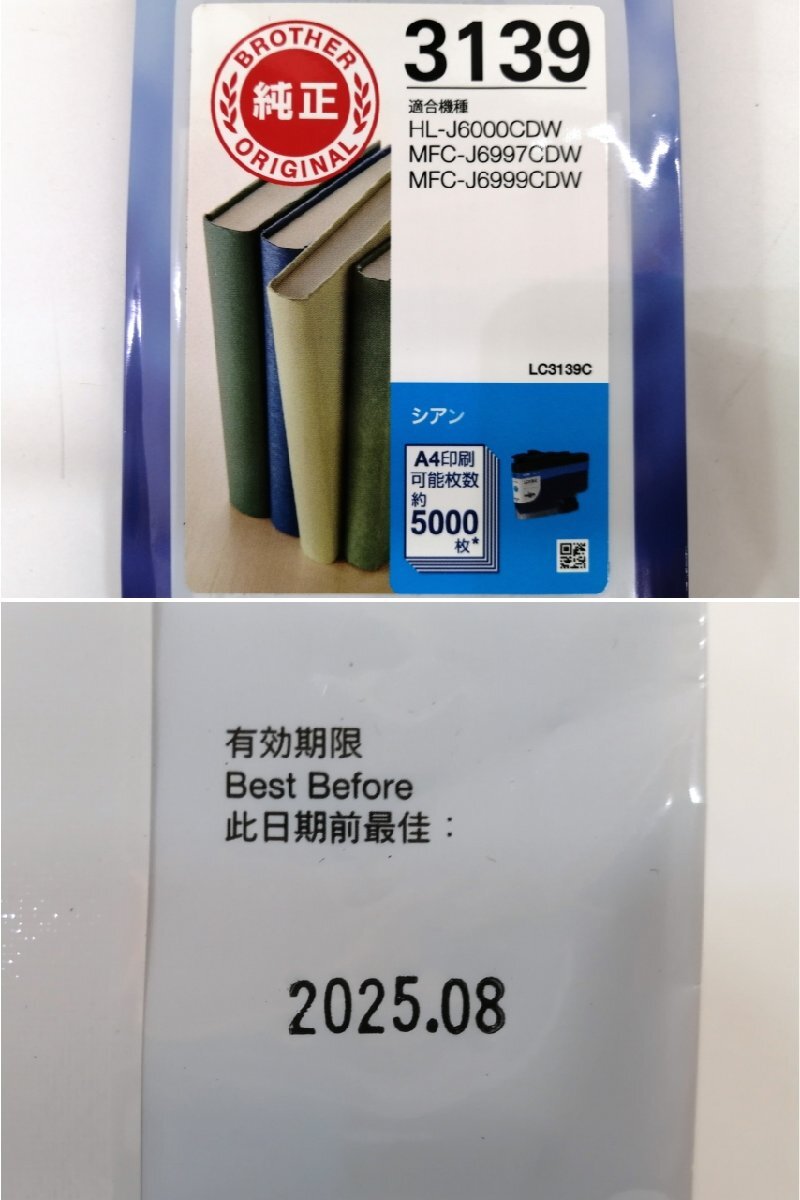 BROTHER
純正
ORIGINAL
3139
適合機種
HL-J6000CDW
MFC-J6997CDW
MFC-J6999CDW
LC3139C
シアン
A4印刷
可能枚数
約
5000
枚*
有効期限
Best Before
此日期前最佳：
2025.08